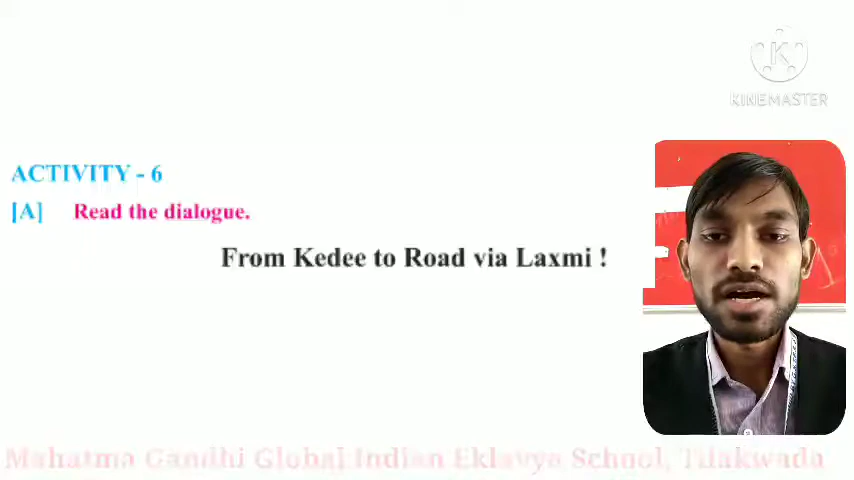 KINEMASTER
ACTIVITY - 6
[A] Read the dialogue.
From Kedee to Road via Laxmi !
Mahatma Gandhi Global Indian Eklavya School, Tilakwada